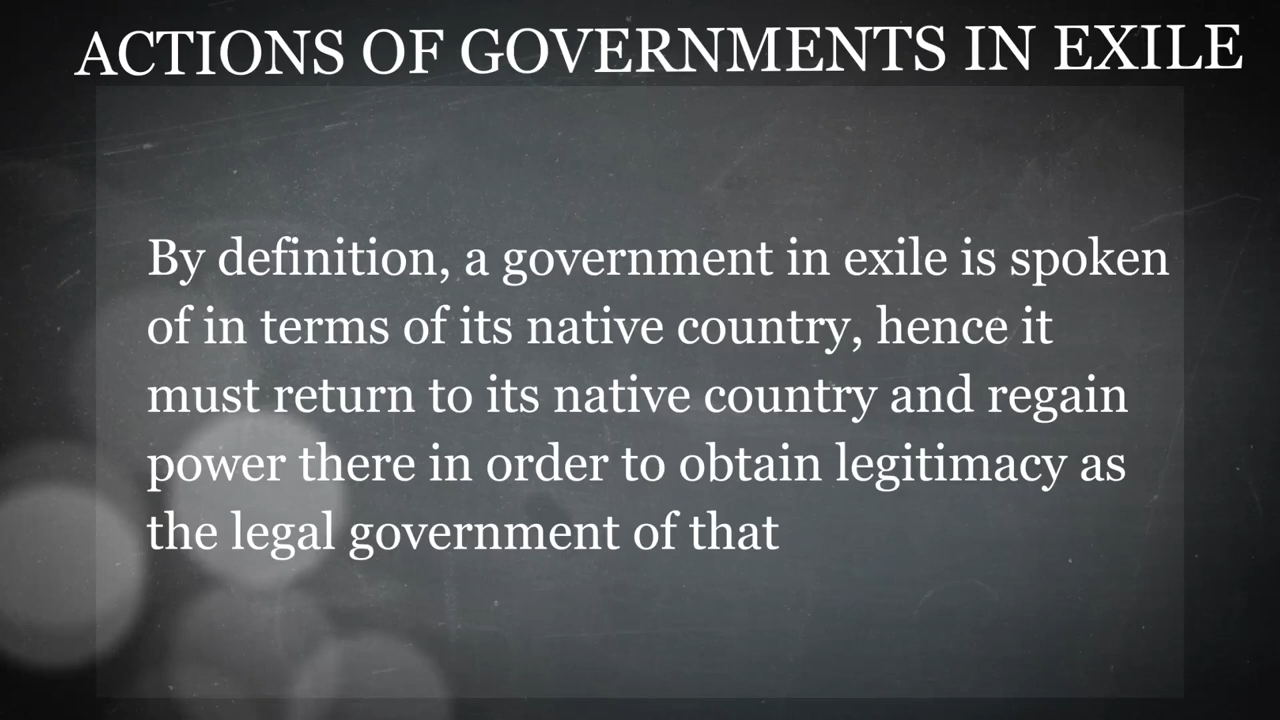 ACTIONS OF GOVERNMENTS IN EXILE
By definition, a government in exile is spoken
of in terms of its native country, hence it
must return to its native country and regain
power there in order to obtain legitimacy as
the legal government of that